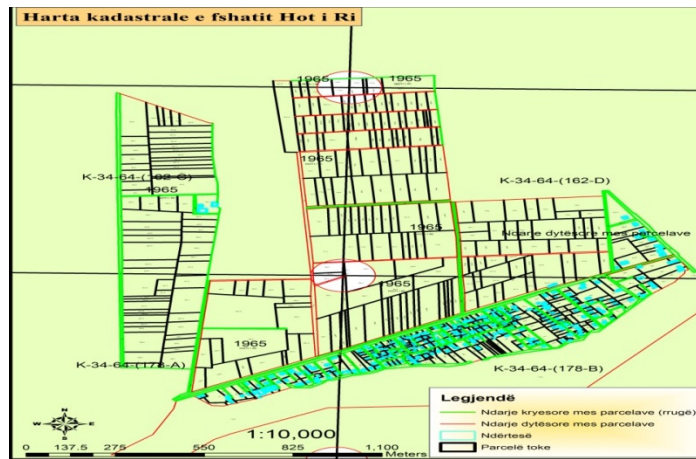 Harta kadastrale e fshatit Hot i Ri
1965
1965
1965
K-34-64-(162-C)
1965
K-34-64-(162-D)
1965
Ndarje dytësore mes parcelave
1965
1965
K-34-64-(178-A)
K-34-64-(178-B)
Legjendë
Ndarje kryesore mes parcelave (rrugë)
Ndarje dytësore mes parcelave
Ndërtesë
Parcelë toke
N
W E
S
1:10,000
0 137.5 275 550 825 1,100
Meters